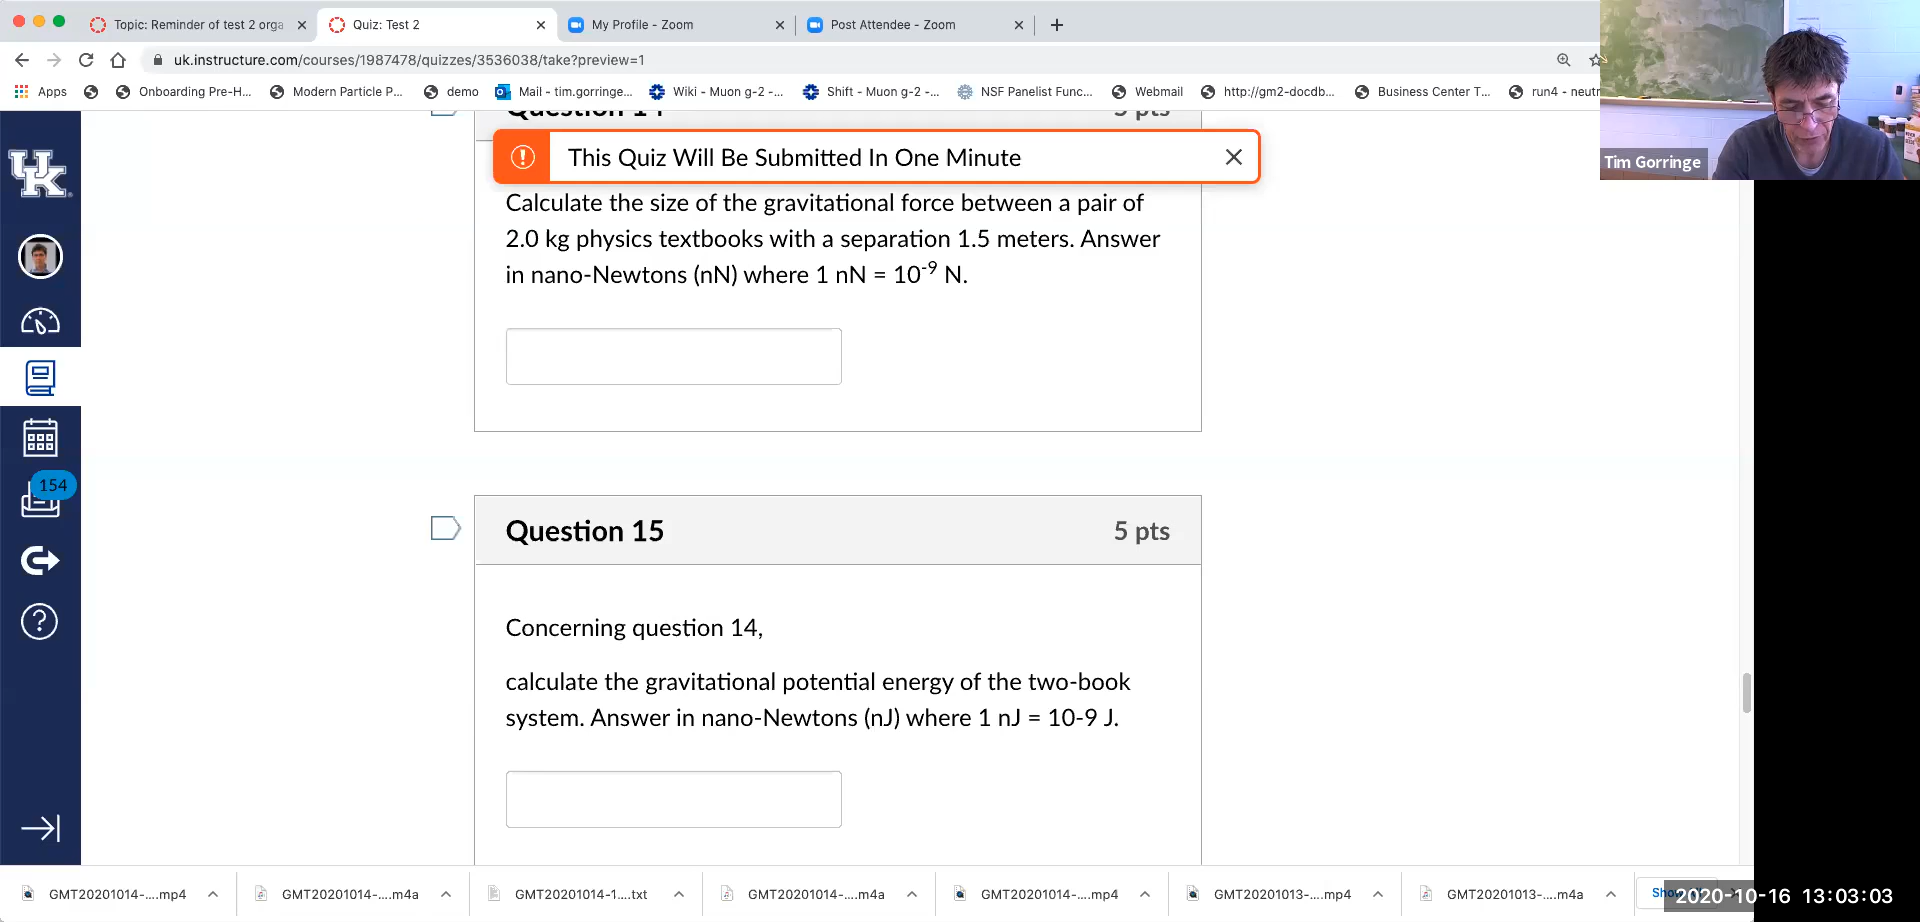 Topic: Reminder of test 2 orga
Quiz: Test 2
My Profile - Zoom
Post Attendee - Zoom
uk.instructure.com/courses/1987478/quizzes/3536038/take?preview=1
Apps
Onboarding Pre-H...
Modern Particle P...
demo
Mail - tim.gorringe...
Wiki - Muon g-2 -...
Shift - Muon g-2 -...
NSF Panelist Func...
Webmail
http://gm2-docdb...
Business Center T...
run4 - neutr
Tim Gorringe
UK
154
Question 14
5 pts
This Quiz Will Be Submitted In One Minute
Calculate the size of the gravitational force between a pair of
2.0 kg physics textbooks with a separation 1.5 meters. Answer
in nano-Newtons (nN) where 1 nN = 10⁻⁹ N.
Question 15
5 pts
Concerning question 14,
calculate the gravitational potential energy of the two-book
system. Answer in nano-Newtons (nJ) where 1 nJ = 10-9 J.
GMT20201014-....mp4
GMT20201014-....m4a
GMT20201014-1....txt
GMT20201014-....m4a
GMT20201014-....mp4
GMT20201013-....mp4
GMT20201013-....m4a
2020-10-16 13:03:03